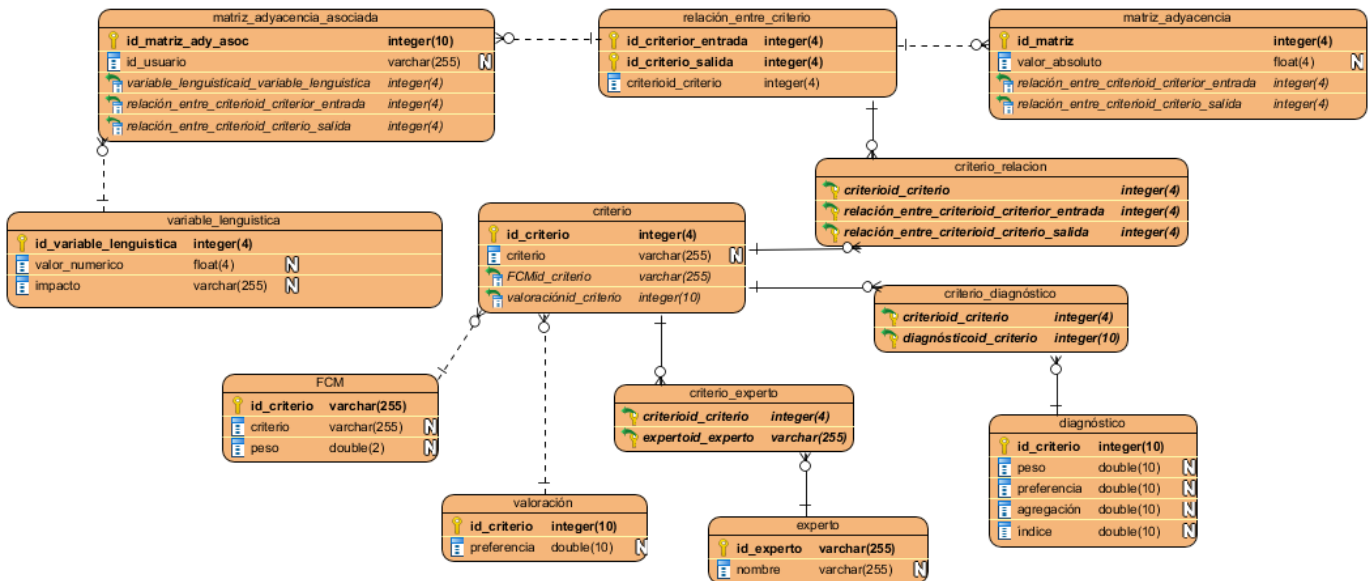 matriz_adyacencia_asociada
id_matriz_ady_asoc integer(10)
id_usuario varchar(255) N
variable_lenguisticaid_variable_lenguistica integer(4)
relación_entre_criterioid_criterior_entrada integer(4)
relación_entre_criterioid_criterio_salida integer(4)
relación_entre_criterio
id_criterior_entrada integer(4)
id_criterio_salida integer(4)
criterioid_criterio integer(4)
matriz_adyacencia
id_matriz integer(4)
valor_absoluto float(4) N
relación_entre_criterioid_criterior_entrada integer(4)
relación_entre_criterioid_criterio_salida integer(4)
criterio_relacion
criterioid_criterio integer(4)
relación_entre_criterioid_criterior_entrada integer(4)
relación_entre_criterioid_criterio_salida integer(4)
variable_lenguistica
id_variable_lenguistica integer(4)
valor_numerico float(4) N
impacto varchar(255) N
criterio
id_criterio integer(4)
criterio varchar(255) N
FCMid_criterio varchar(255)
valoraciónid_criterio integer(10)
criterio_diagnóstico
criterioid_criterio integer(4)
diagnósticoid_criterio integer(10)
FCM
id_criterio varchar(255)
criterio varchar(255) N
peso double(2) N
criterio_experto
criterioid_criterio integer(4)
expertoid_experto varchar(255)
diagnóstico
id_criterio integer(10)
peso double(10) N
preferencia double(10) N
agregación double(10) N
índice double(10) N
valoración
id_criterio integer(10)
preferencia double(10) N
experto
id_experto varchar(255)
nombre varchar(255) N